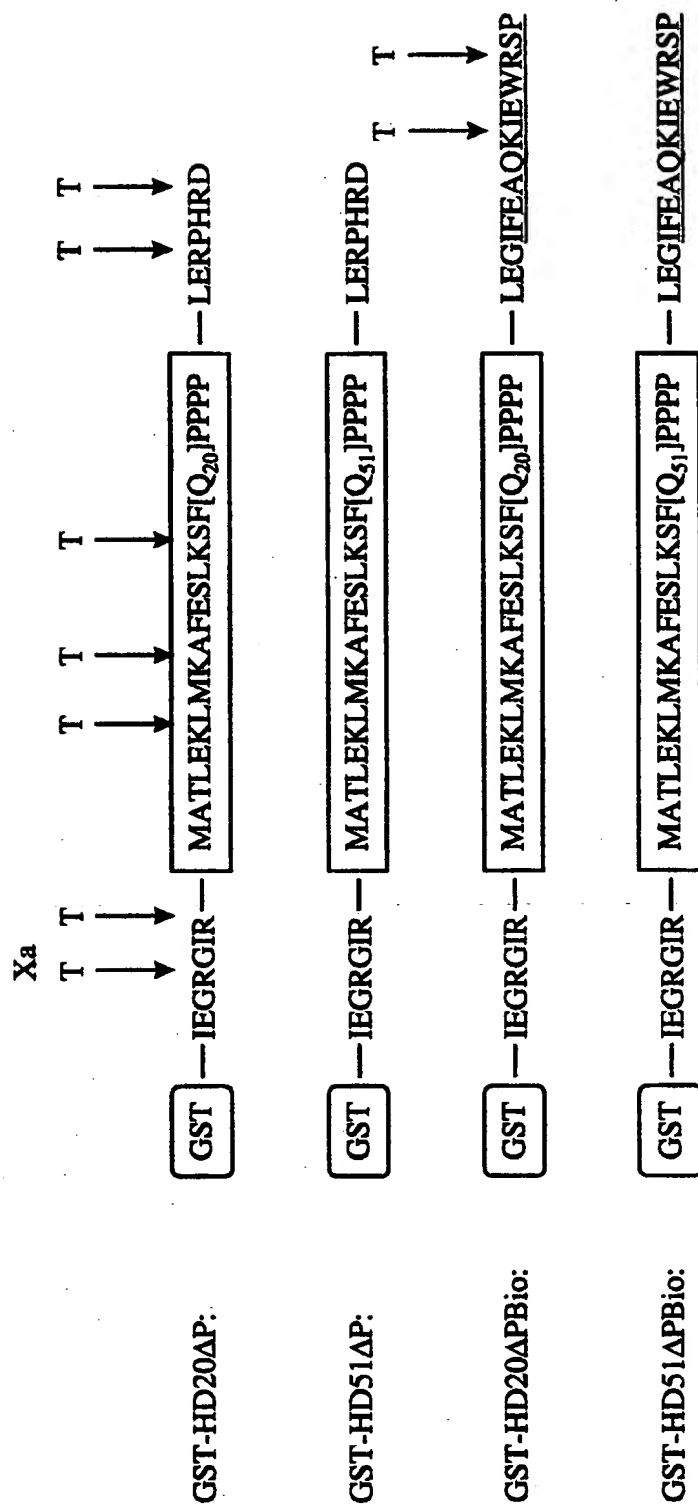 Xa
T T T T T T T
GST-HD20ΔP: GST — IEGRGIR — MATLEKLMKAFESLKSF[Q₂₀]PPPP — LERPHRD
GST-HD51ΔP: GST — IEGRGIR — MATLEKLMKAFESLKSF[Q₅₁]PPPP — LERPHRD
T T
GST-HD20ΔPBio: GST — IEGRGIR — MATLEKLMKAFESLKSF[Q₂₀]PPPP — LEGIFEAQKIEWRSP
GST-HD51ΔPBio: GST — IEGRGIR — MATLEKLMKAFESLKSF[Q₅₁]PPPP — LEGIFEAQKIEWRSP